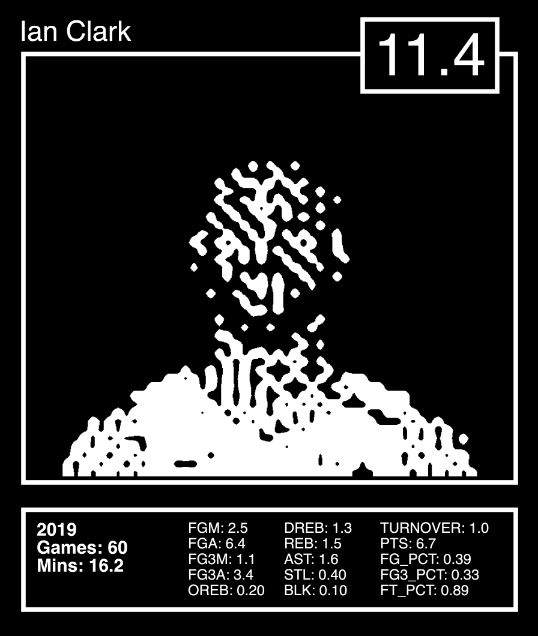 Ian Clark
11.4
2019
Games: 60
Mins: 16.2
FGM: 2.5
FGA: 6.4
FG3M: 1.1
FG3A: 3.4
OREB: 0.20
DREB: 1.3
REB: 1.5
AST: 1.6
STL: 0.40
BLK: 0.10
TURNOVER: 1.0
PTS: 6.7
FG_PCT: 0.39
FG3_PCT: 0.33
FT_PCT: 0.89